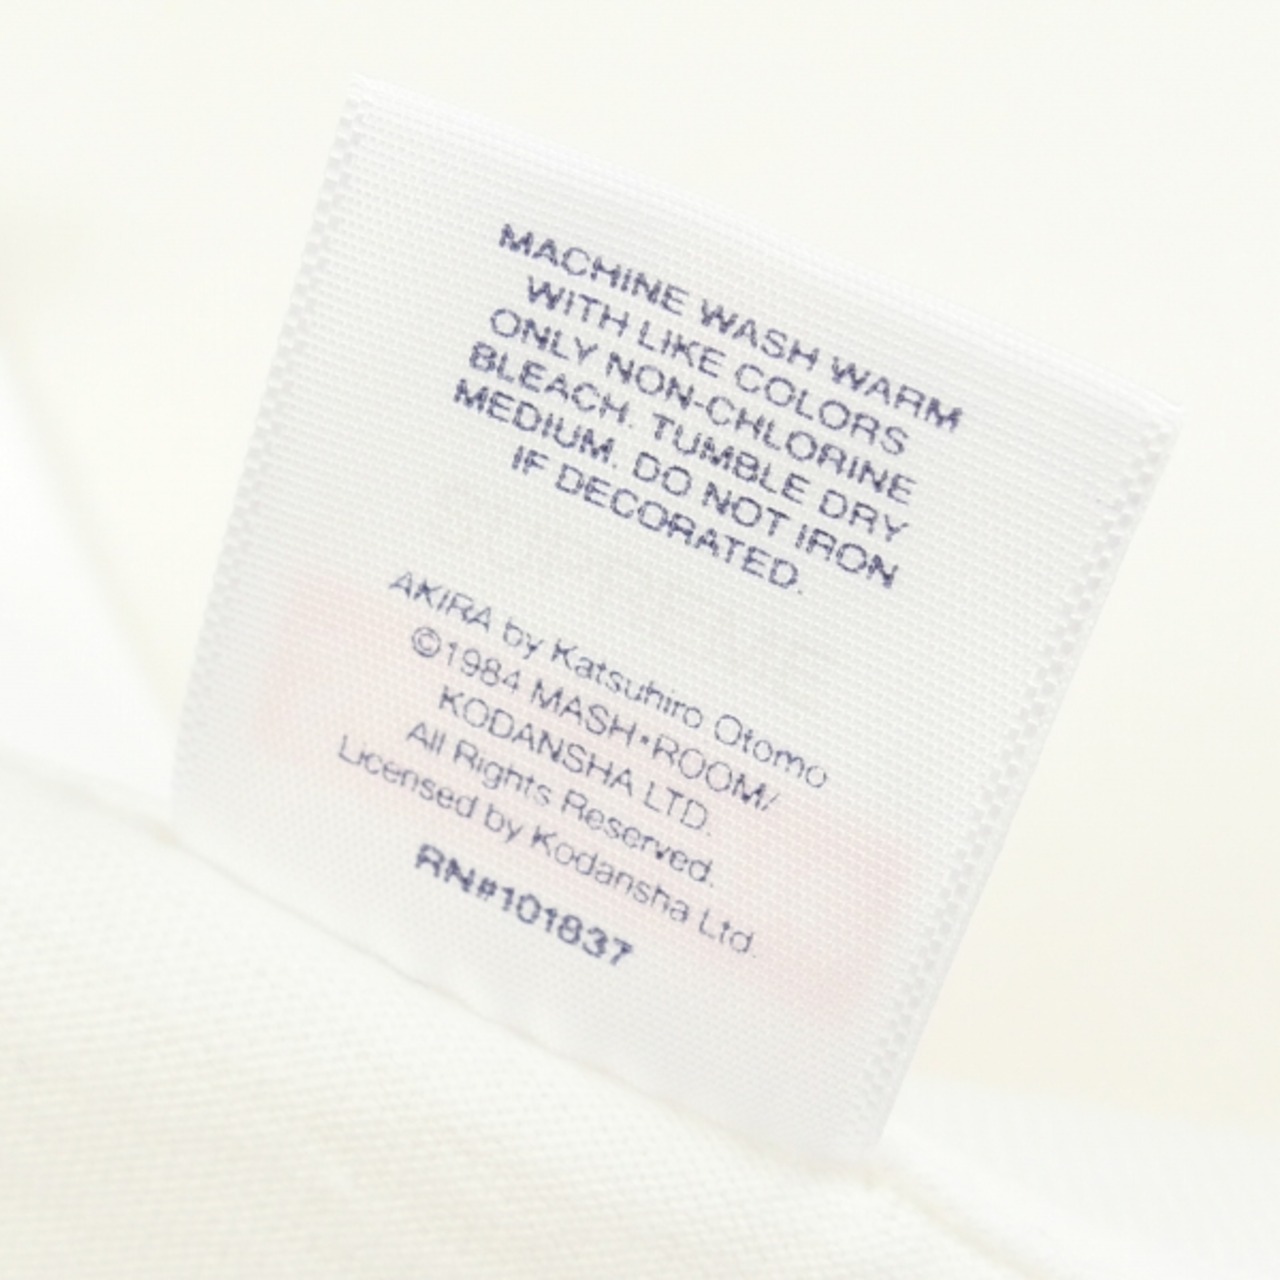 MACHINE WASH WARM
WITH LIKE COLORS
ONLY NON-CHLORINE
BLEACH. TUMBLE DRY
MEDIUM. DO NOT IRON
IF DECORATED.
AKIRA by Katsuhiro Otomo
©1984 MASH•ROOM/
KODANSHA LTD.
All Rights Reserved.
Licensed by Kodansha Ltd.
RN#101837